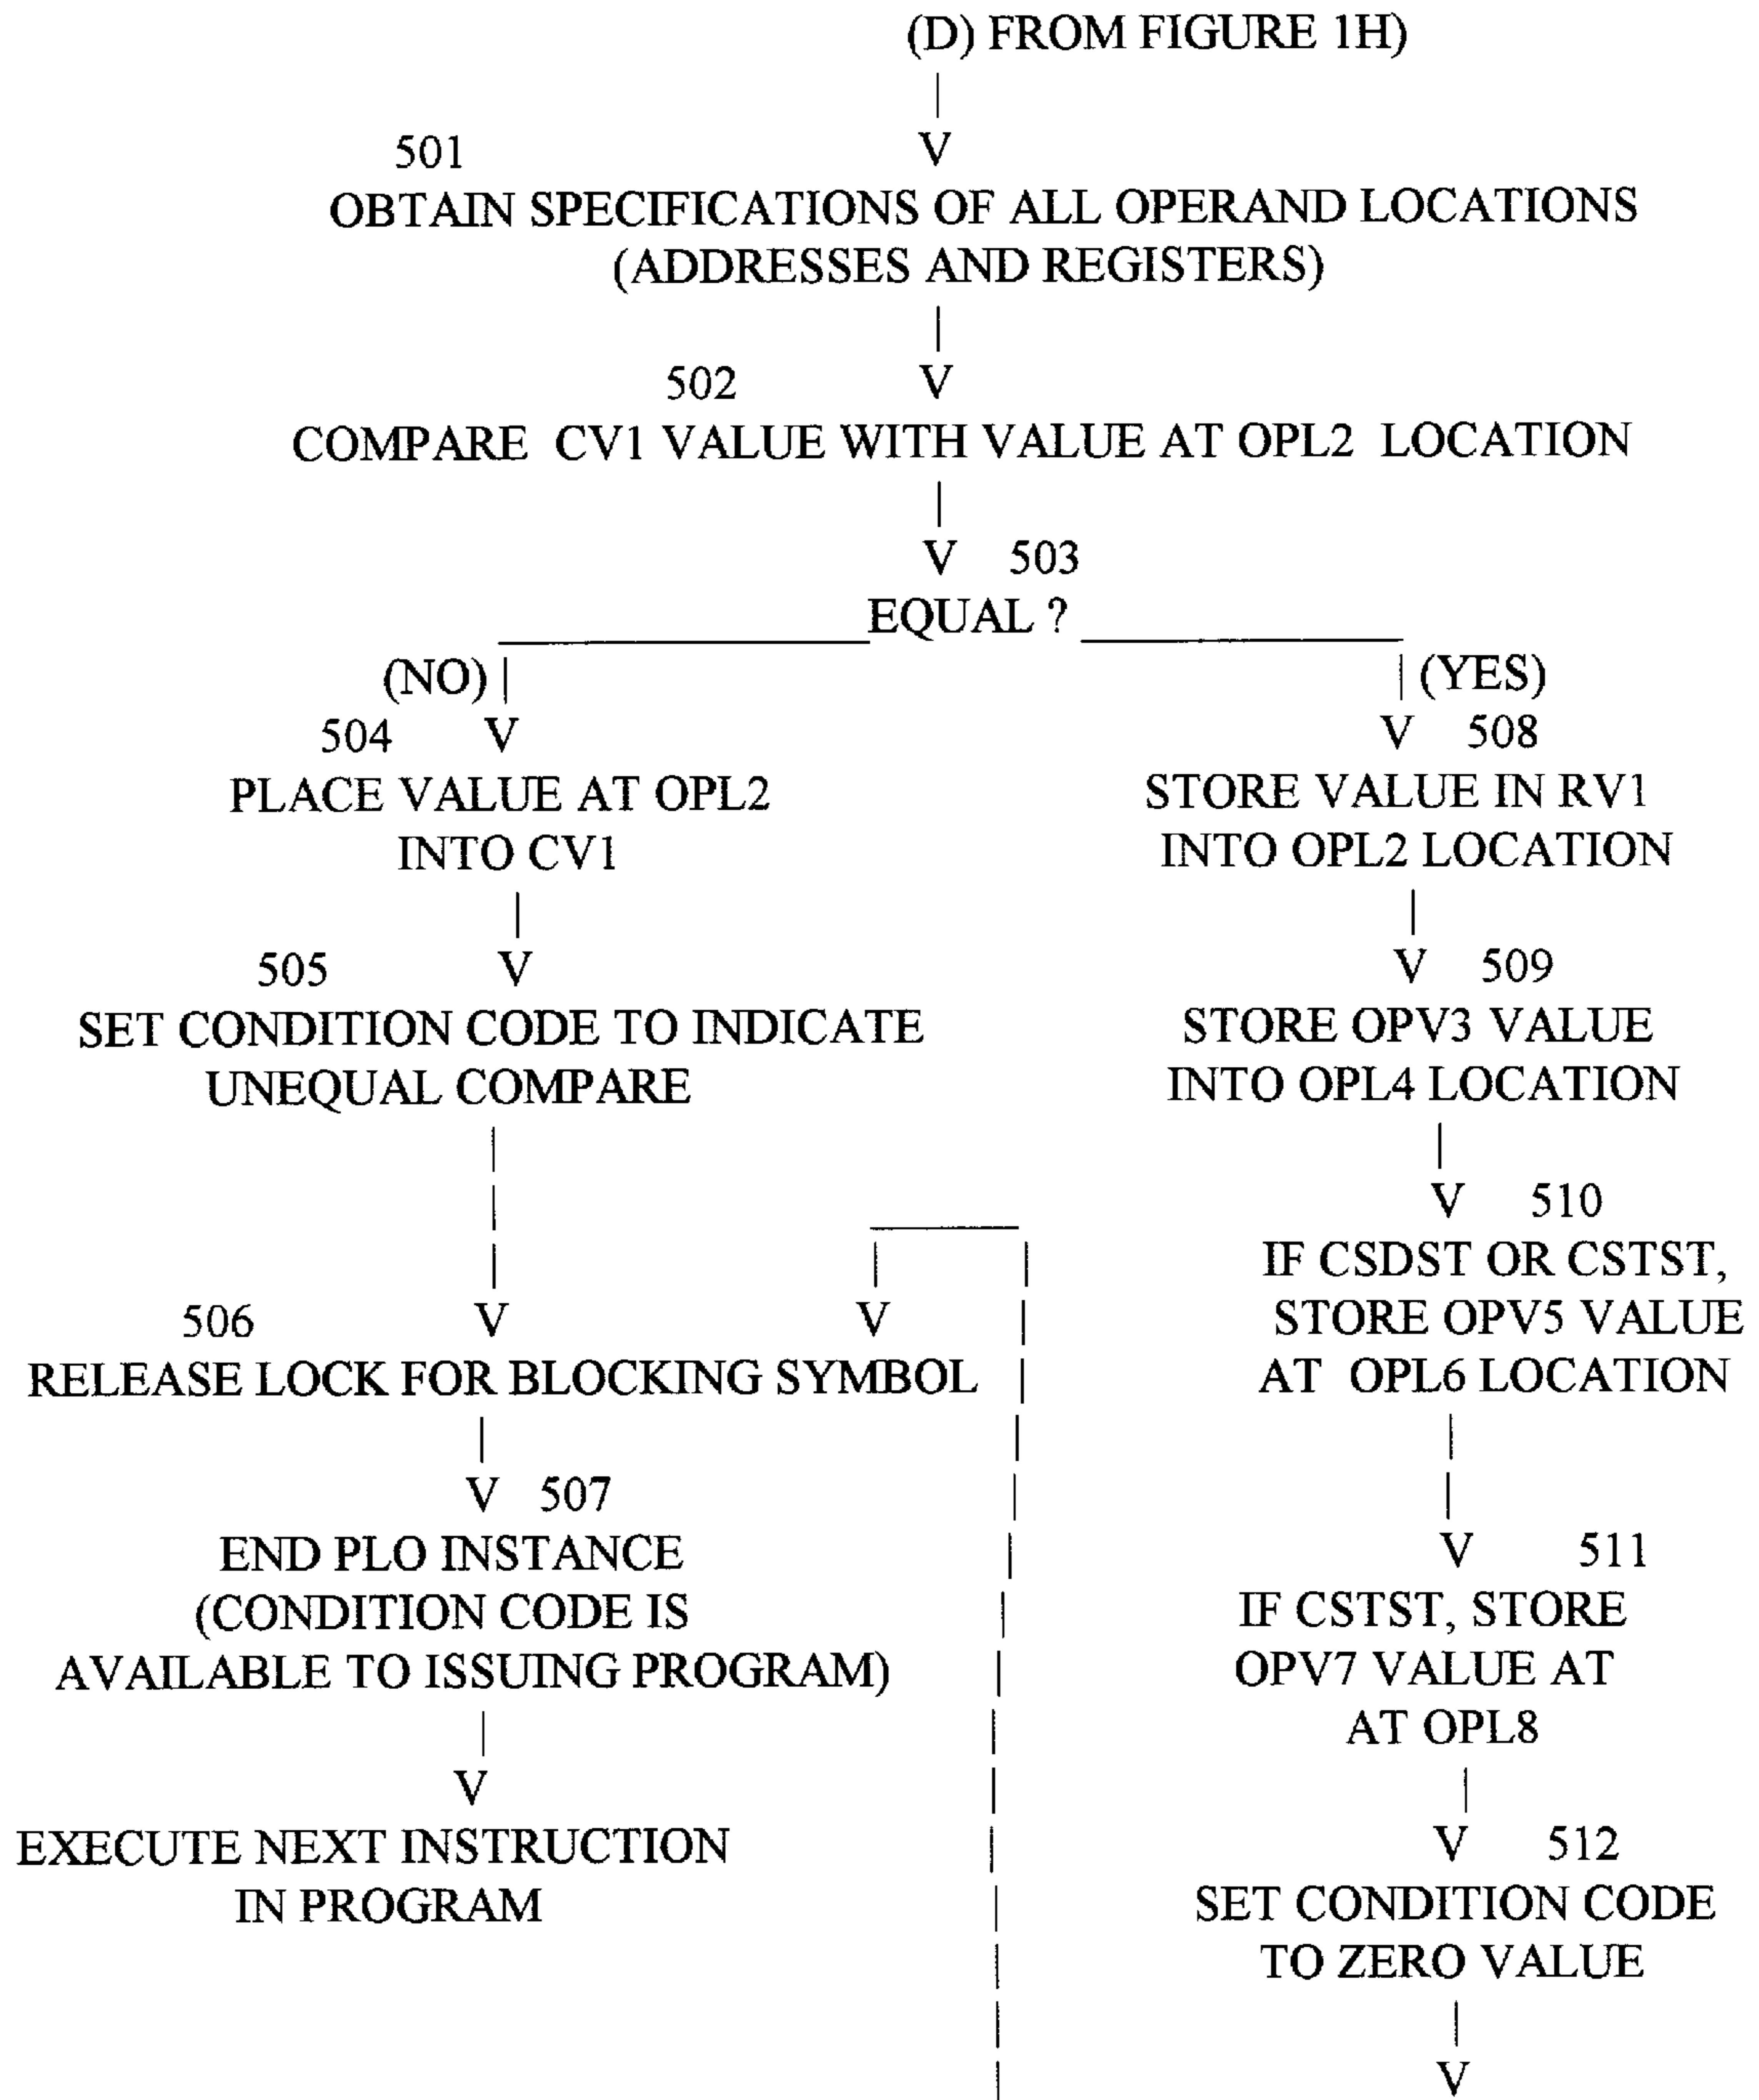 (D) FROM FIGURE 1H)
V
501
OBTAIN SPECIFICATIONS OF ALL OPERAND LOCATIONS
(ADDRESSES AND REGISTERS)
502 V
COMPARE CV1 VALUE WITH VALUE AT OPL2 LOCATION
V 503
EQUAL ?
(NO)
504 V
PLACE VALUE AT OPL2
INTO CV1
505 V
SET CONDITION CODE TO INDICATE
UNEQUAL COMPARE
506 V V
RELEASE LOCK FOR BLOCKING SYMBOL
V 507
END PLO INSTANCE
(CONDITION CODE IS
AVAILABLE TO ISSUING PROGRAM)
V
EXECUTE NEXT INSTRUCTION
IN PROGRAM
(YES)
V 508
STORE VALUE IN RV1
INTO OPL2 LOCATION
V 509
STORE OPV3 VALUE
INTO OPL4 LOCATION
V 510
IF CSDST OR CSTST,
STORE OPV5 VALUE
AT OPL6 LOCATION
V 511
IF CSTST, STORE
OPV7 VALUE AT
AT OPL8
V 512
SET CONDITION CODE
TO ZERO VALUE
V